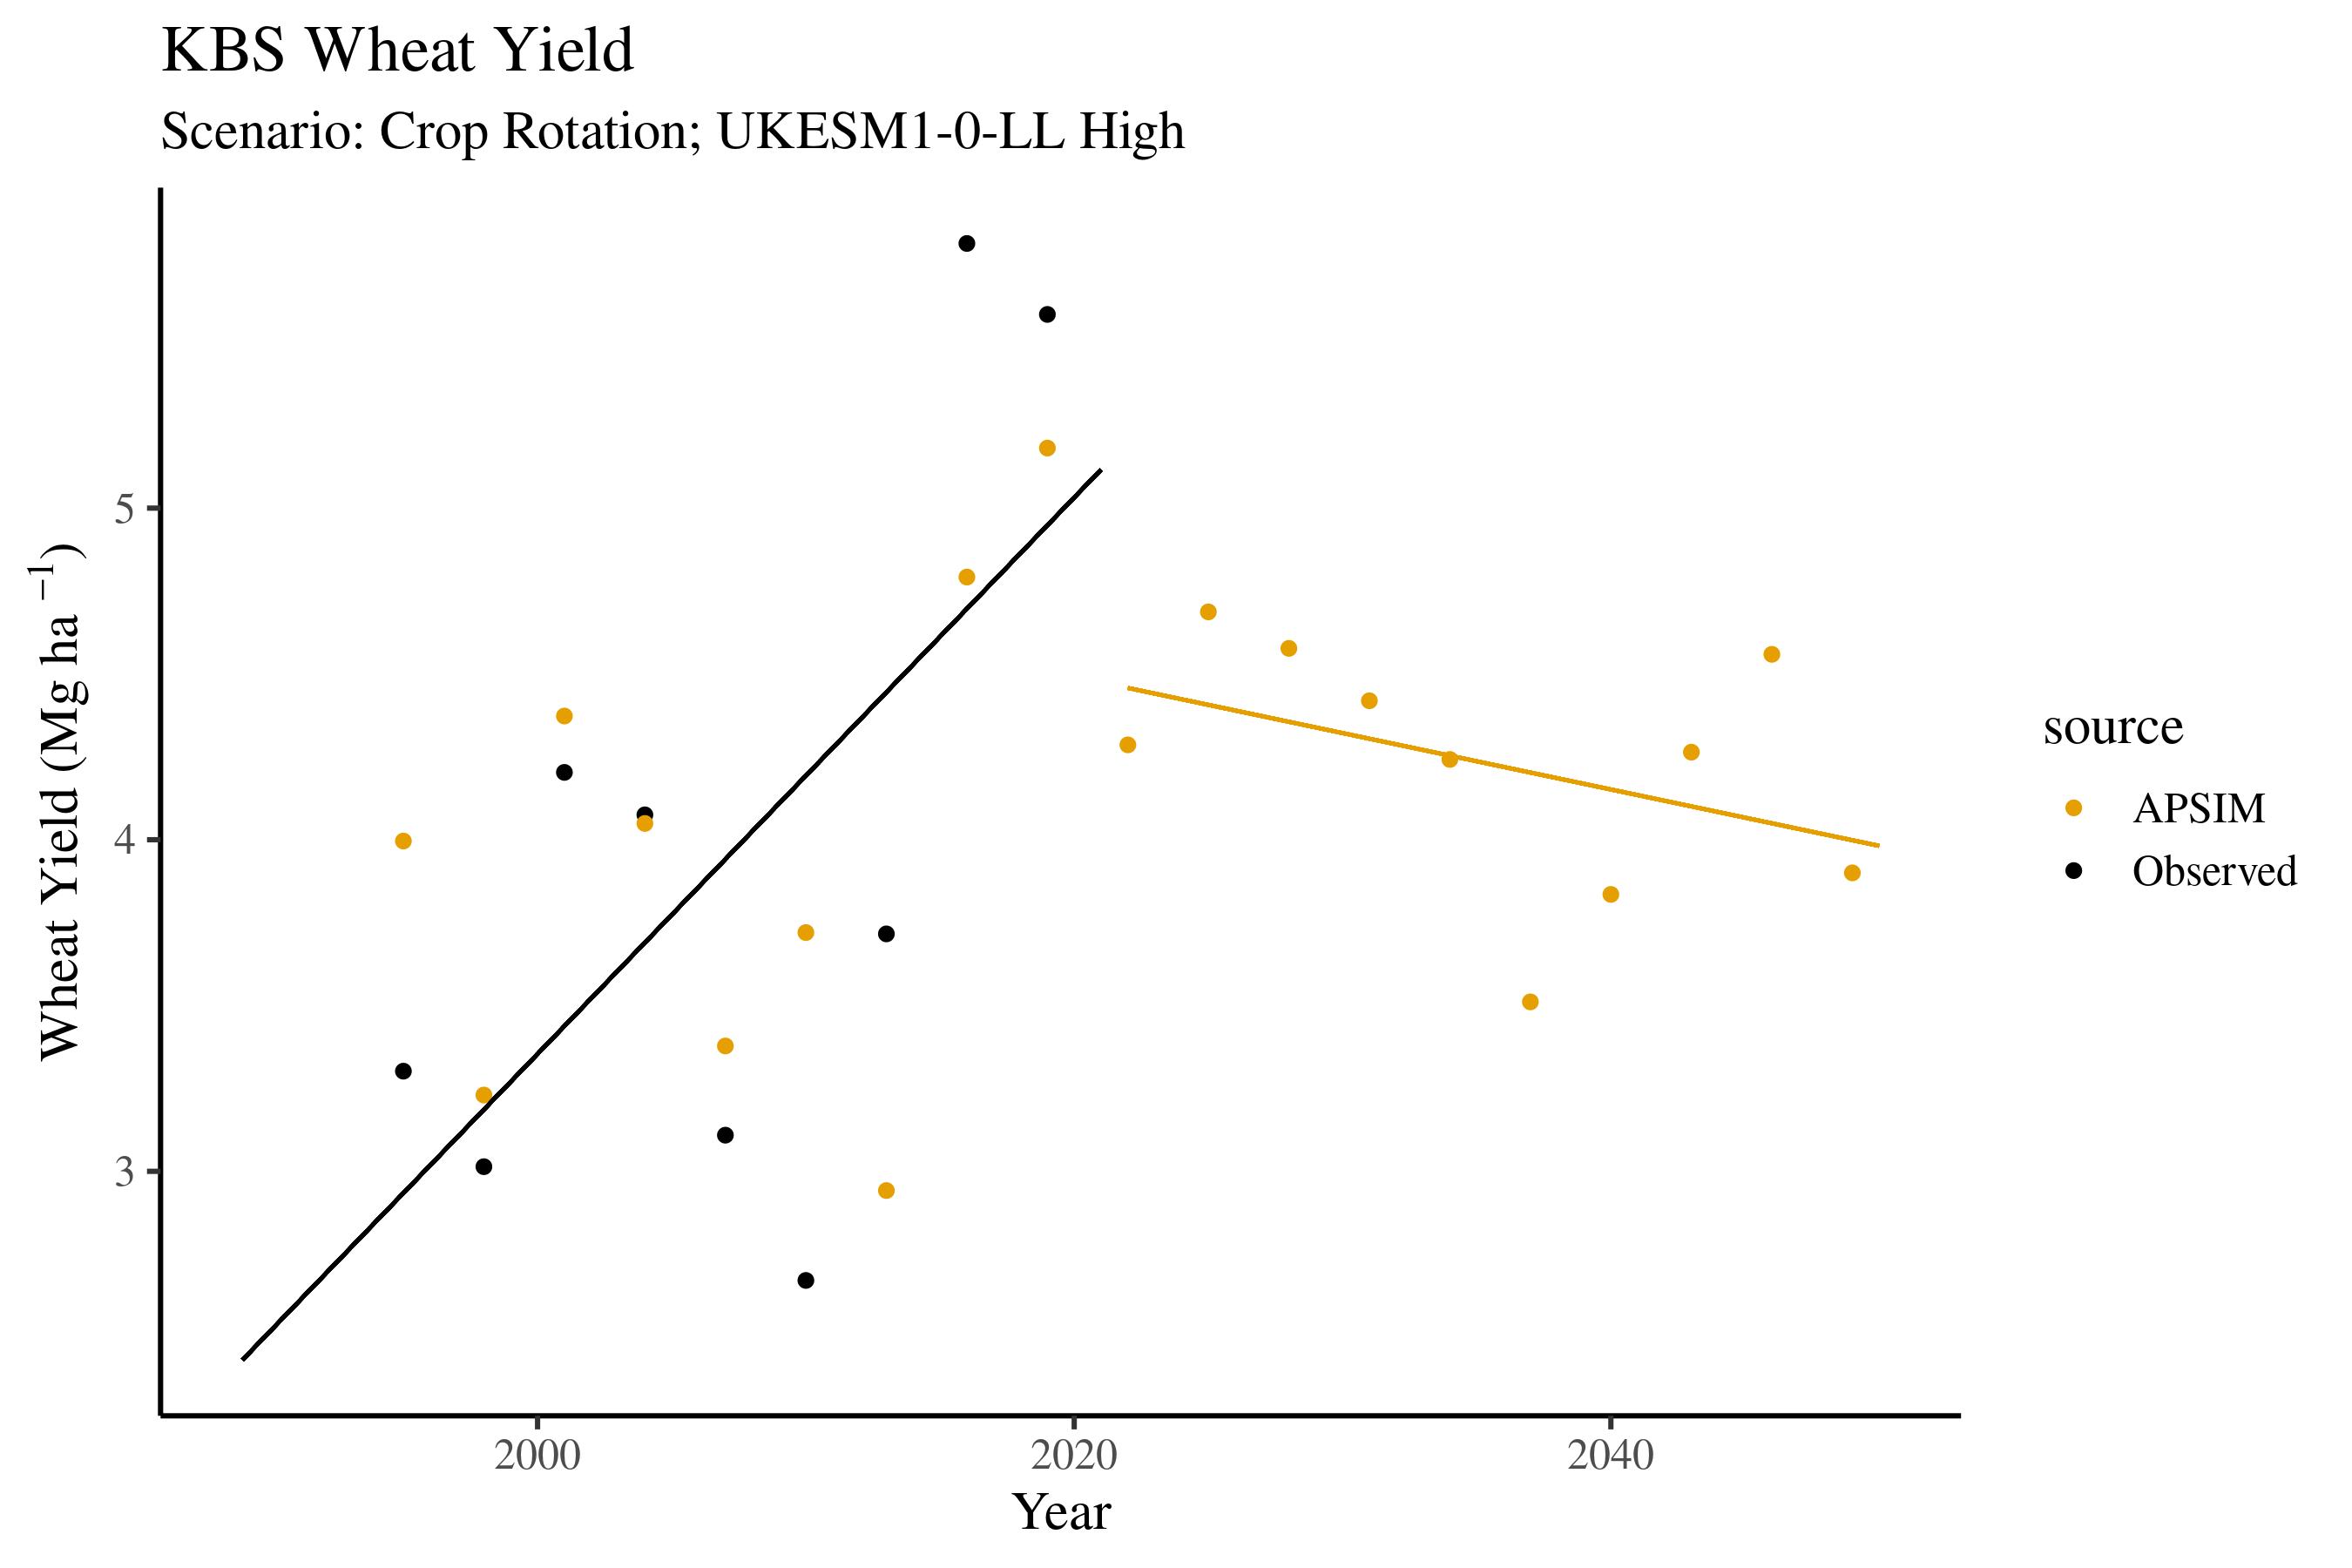 KBS Wheat Yield
Scenario: Crop Rotation; UKESM1-0-LL High
Wheat Yield (Mg ha −1)
5
4
3
2000
2020
2040
Year
source
APSIM
Observed